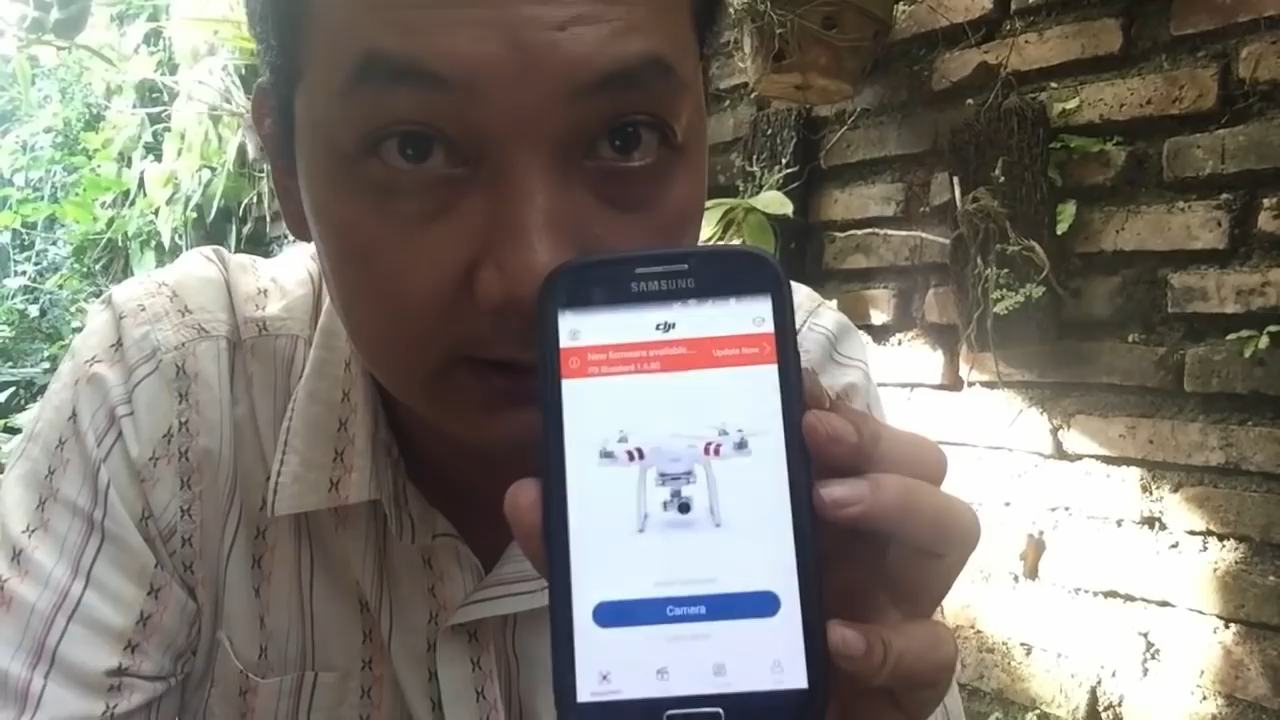 SAMSUNG
dji
New firmware available...
Update Now
P3 Standard 1.6.80
Camera